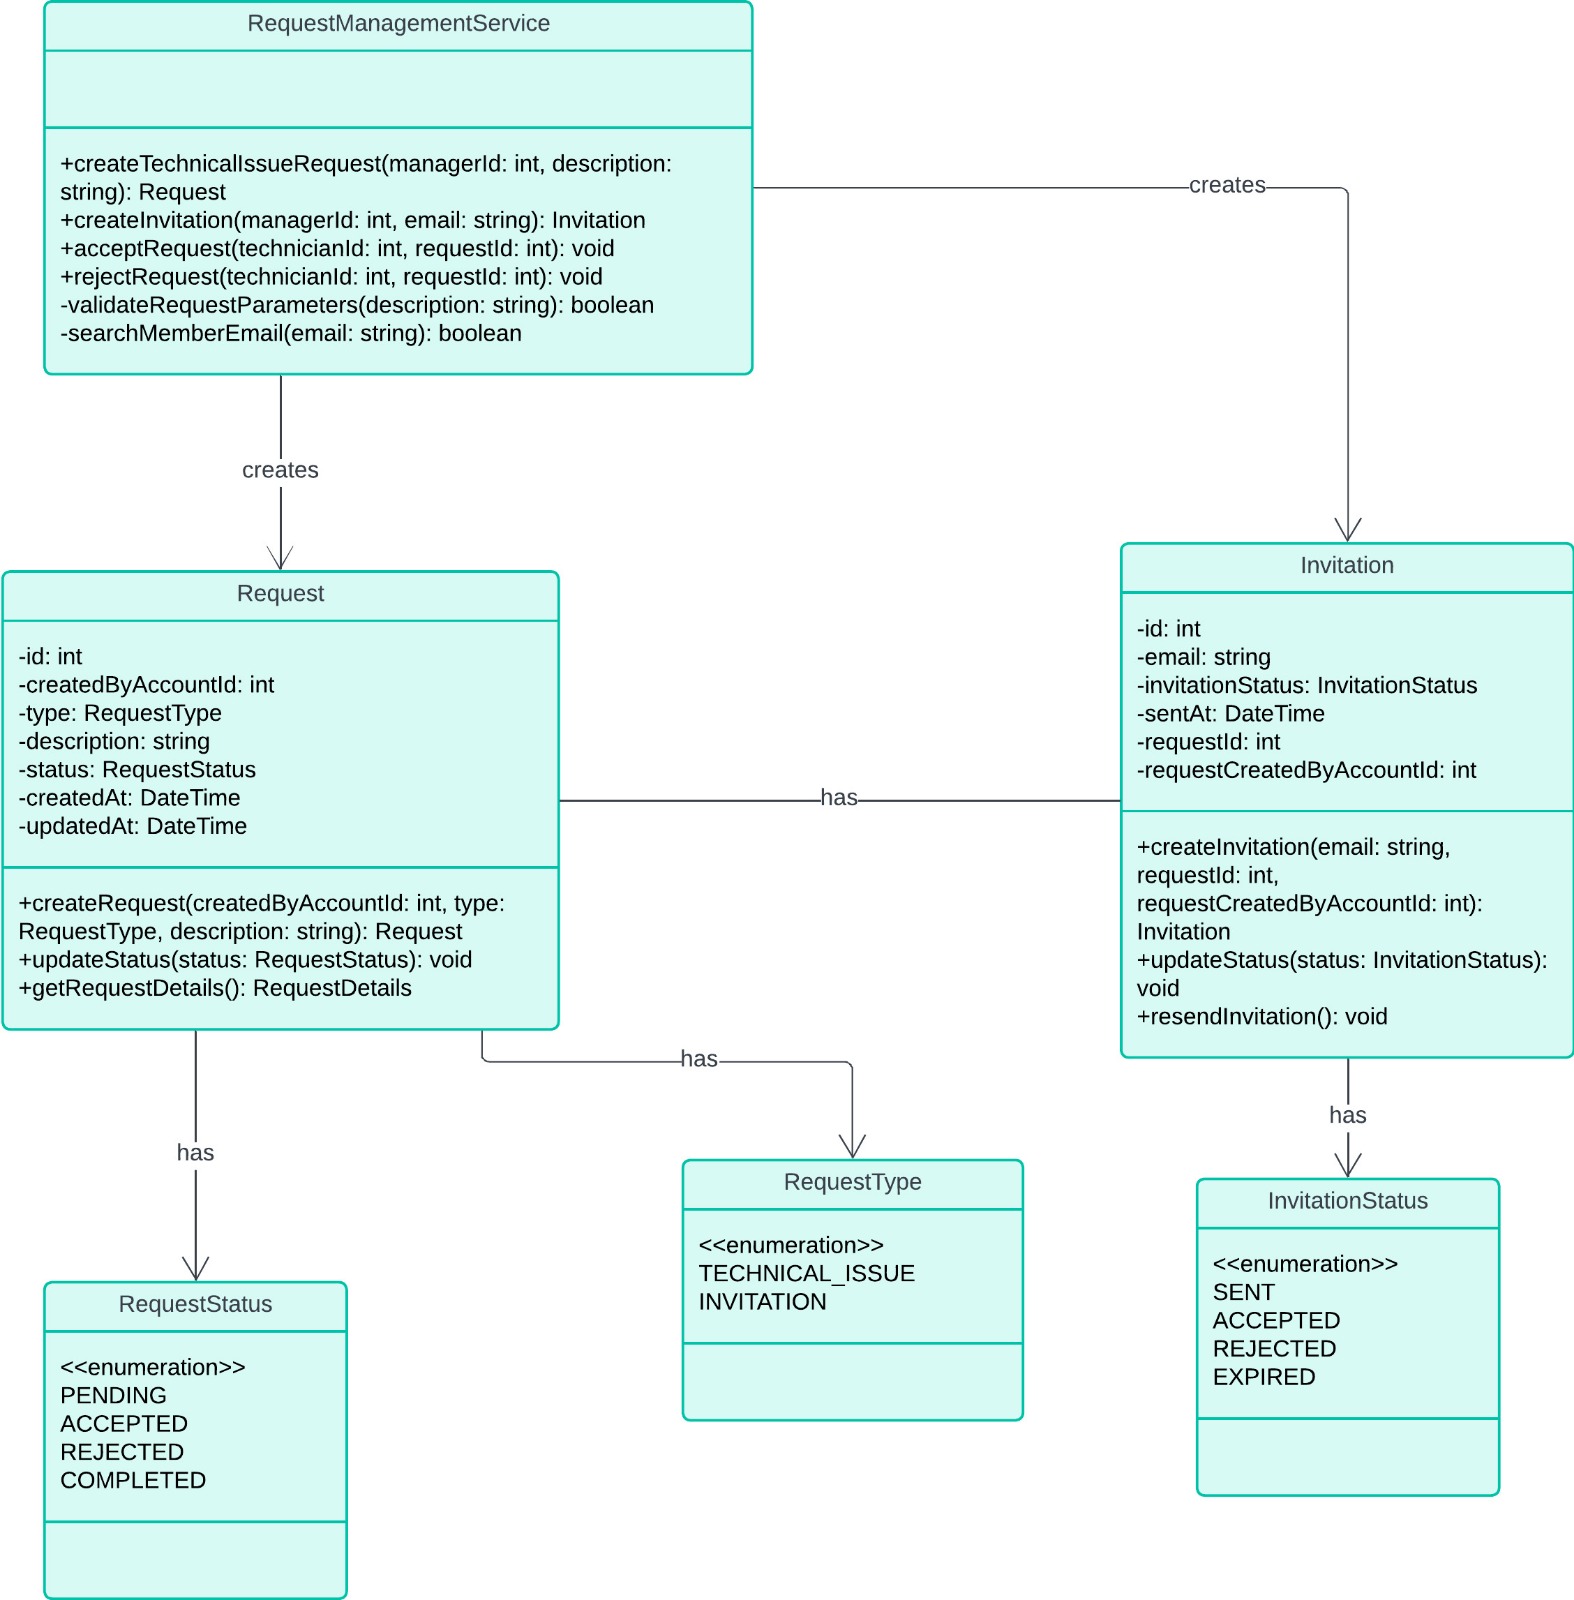 RequestManagementService
+createTechnicalIssueRequest(managerId: int, description:
string): Request
+createInvitation(managerId: int, email: string): Invitation
+acceptRequest(technicianId: int, requestId: int): void
+rejectRequest(technicianId: int, requestId: int): void
-validateRequestParameters(description: string): boolean
-searchMemberEmail(email: string): boolean
creates
creates
Request
-id: int
-createdByAccountId: int
-type: RequestType
-description: string
-status: RequestStatus
-createdAt: DateTime
-updatedAt: DateTime
+createRequest(createdByAccountId: int, type:
RequestType, description: string): Request
+updateStatus(status: RequestStatus): void
+getRequestDetails(): RequestDetails
has
Invitation
-id: int
-email: string
-invitationStatus: InvitationStatus
-sentAt: DateTime
-requestId: int
-requestCreatedByAccountId: int
+createInvitation(email: string,
requestId: int,
requestCreatedByAccountId: int):
Invitation
+updateStatus(status: InvitationStatus):
void
+resendInvitation(): void
has
has
has
RequestStatus
<<enumeration>>
PENDING
ACCEPTED
REJECTED
COMPLETED
RequestType
<<enumeration>>
TECHNICAL_ISSUE
INVITATION
InvitationStatus
<<enumeration>>
SENT
ACCEPTED
REJECTED
EXPIRED